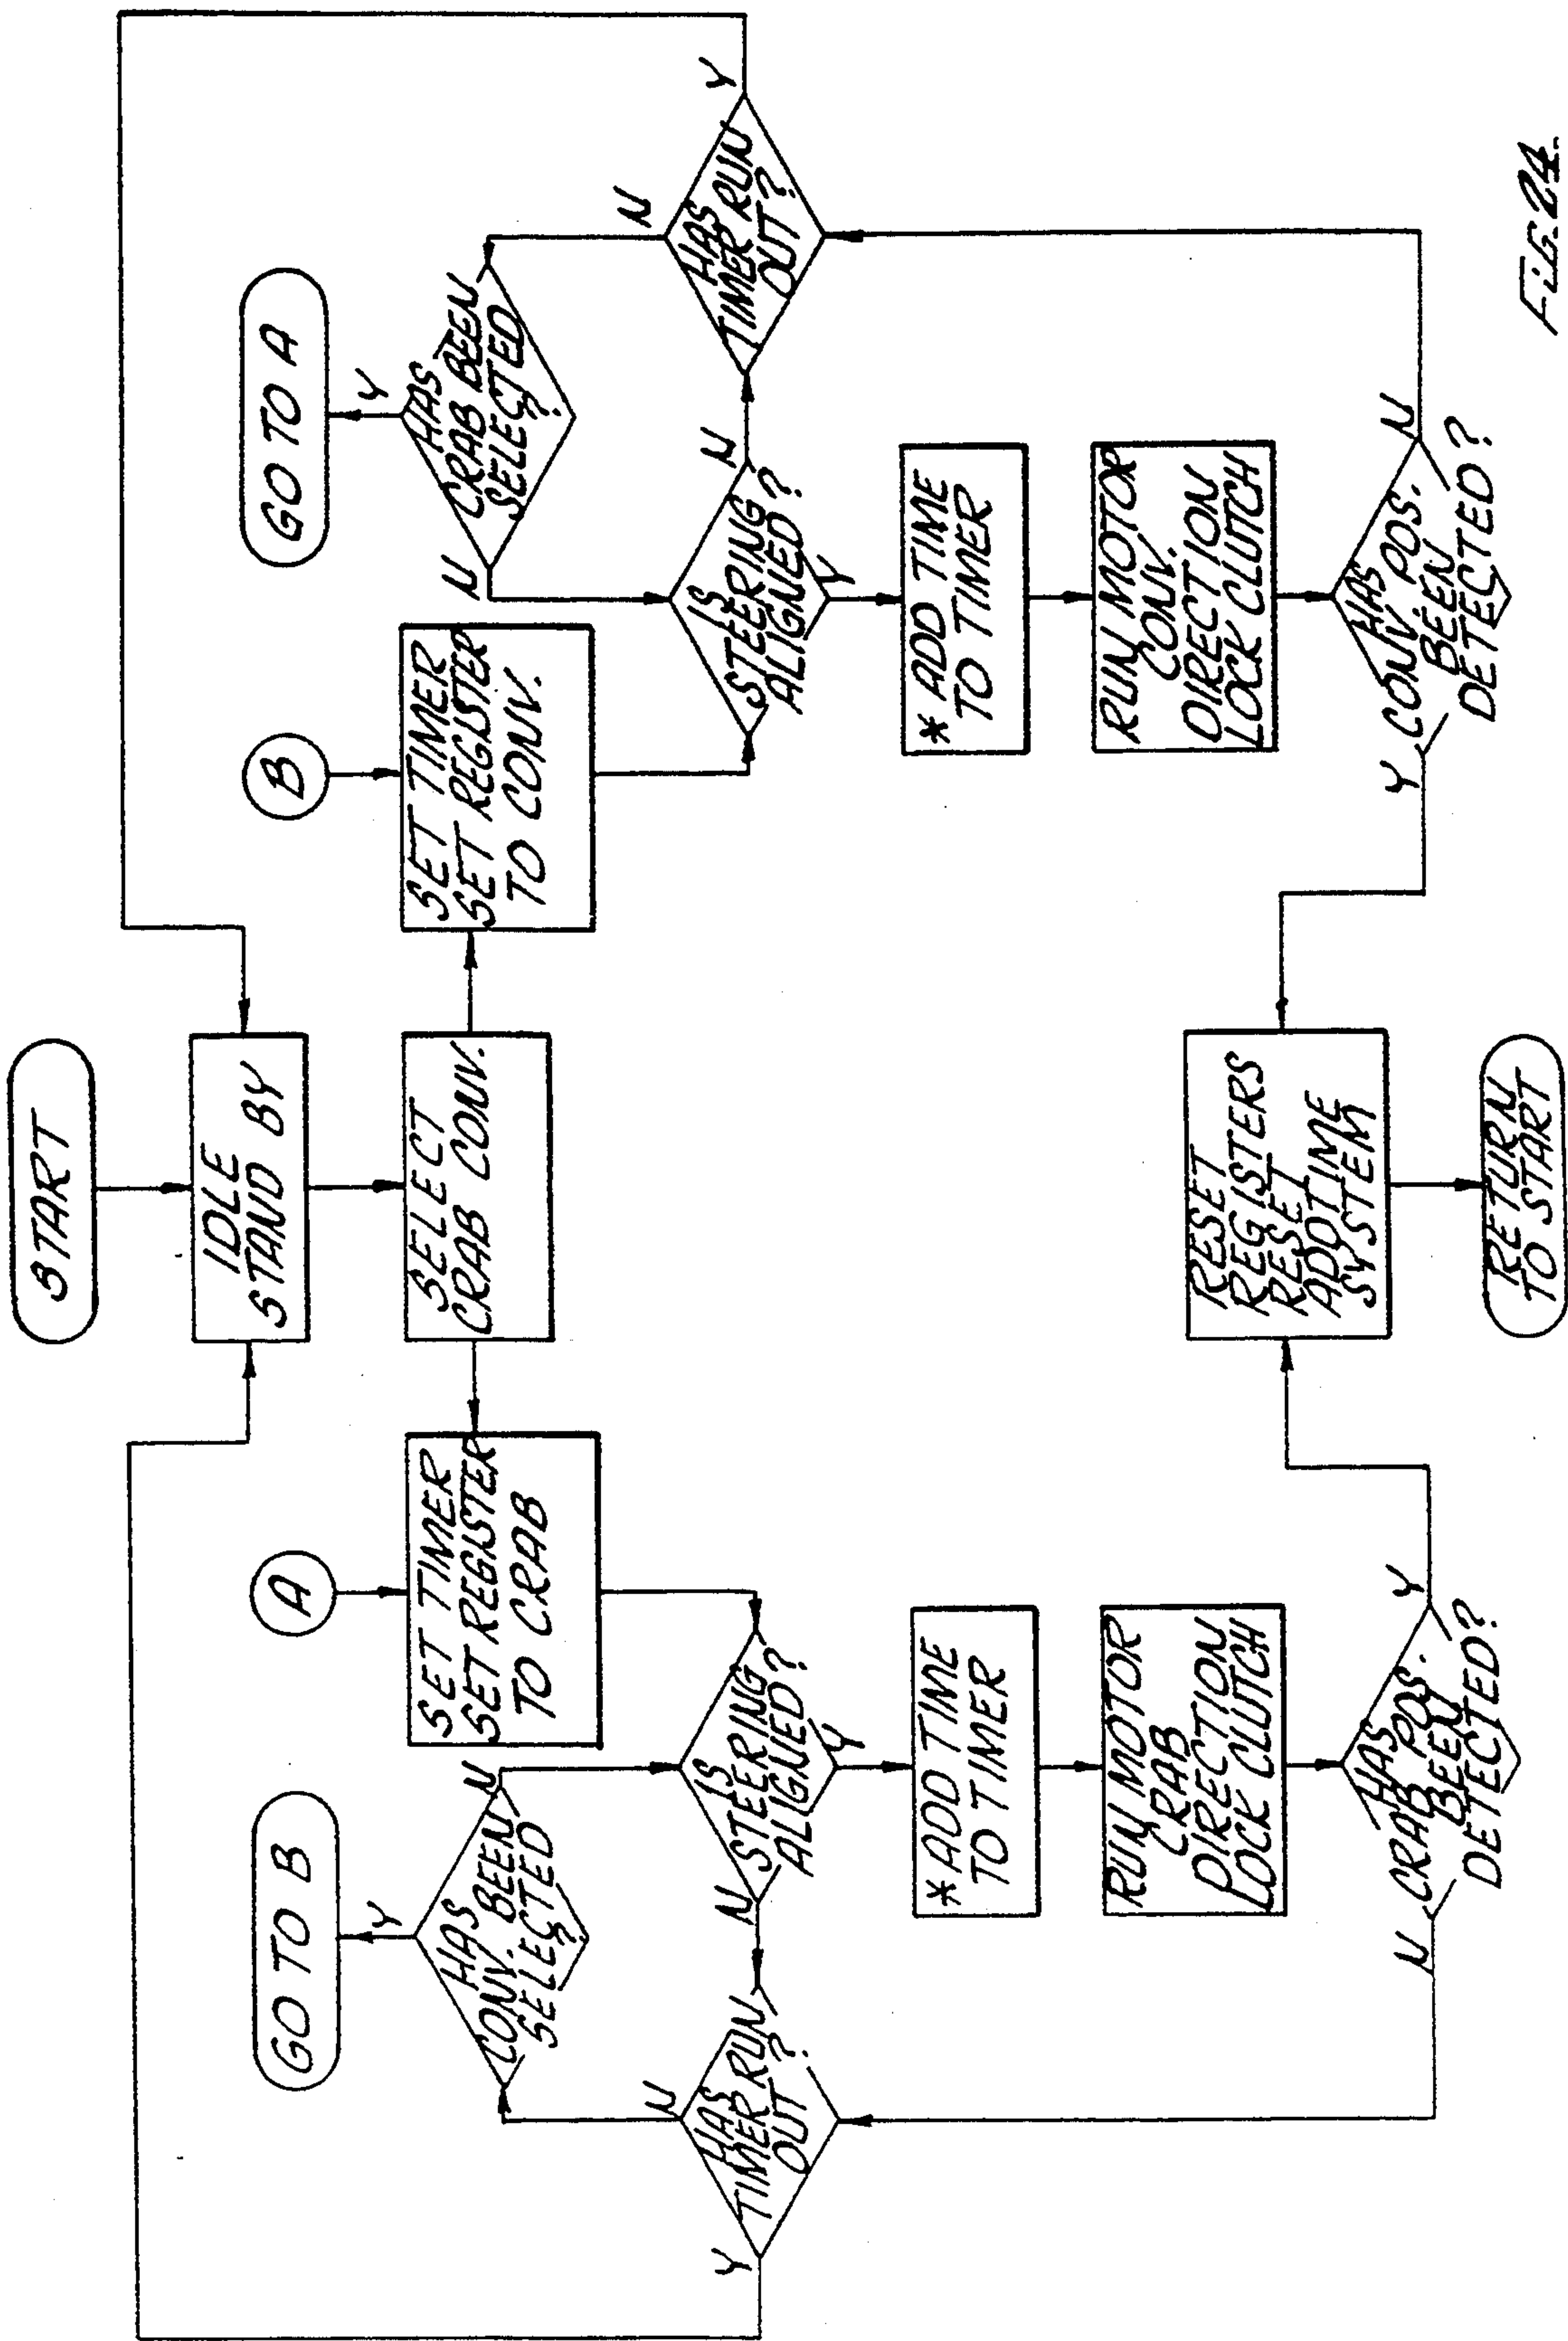 START
IDLE
STAND BY
SELECT
CRAB CONV.
A
SET TIMER
SET REGISTER
TO CRAB
GO TO B
Y
HAS
CONV. BEEN
SELECTED
?
N
N
IS
STEERING
ALIGNED?
N
Y
HAS
TIMER RUN
OUT ?
Y
* ADD TIME
TO TIMER
RUN MOTOR
CRAB
DIRECTION
LOCK CLUTCH
HAS
CRAB POS.
BEEN
DETECTED?
N
Y
B
SET TIMER
SET REGISTER
TO CONV.
GO TO A
Y
HAS
CRAB BEEN
SELECTED
?
N
N
IS
STEERING
ALIGNED?
N
Y
HAS
TIMER RUN
OUT ?
Y
* ADD TIME
TO TIMER
RUN MOTOR
CONV.
DIRECTION
LOCK CLUTCH
HAS
CONV POS.
BEEN
DETECTED?
Y
N
RESET
REGISTERS
RESET
ADDTIME
SYSTEM
RETURN
TO START
FIG. 24.